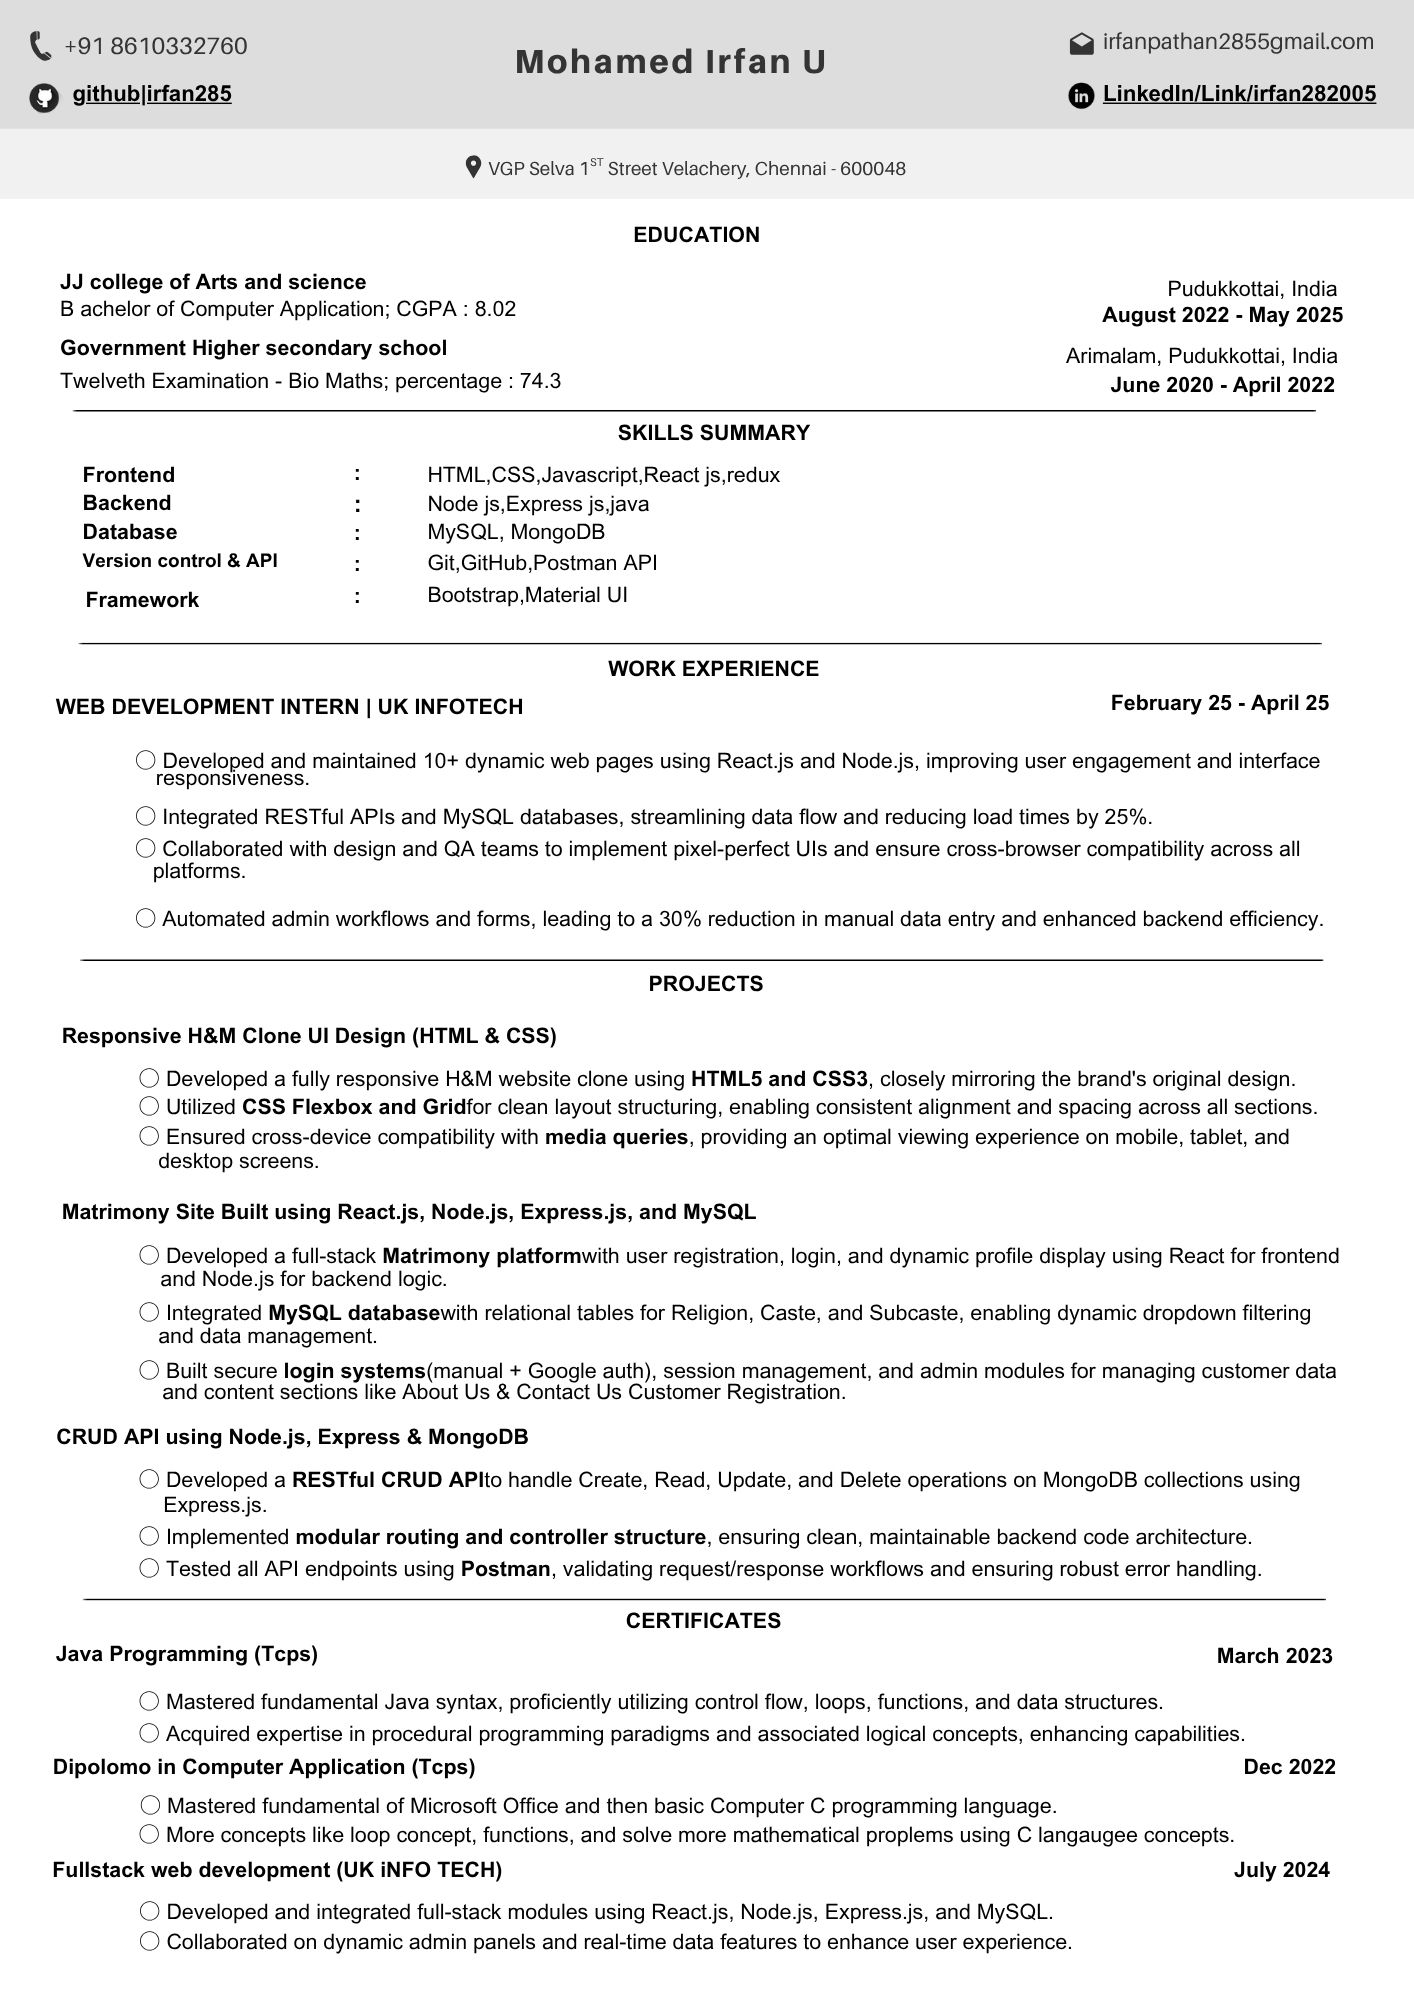 +91 8610332760
Mohamed Irfan U
irfanpathan2855gmail.com
github|irfan285
LinkedIn/Link/irfan282005
VGP Selva 1ST Street Velachery, Chennai - 600048
EDUCATION
JJ college of Arts and science
Pudukkottai, India
B achelor of Computer Application; CGPA : 8.02
August 2022 - May 2025
Government Higher secondary school
Arimalam, Pudukkottai, India
Twelveth Examination - Bio Maths; percentage : 74.3
June 2020 - April 2022
SKILLS SUMMARY
Frontend : HTML,CSS,Javascript,React js,redux
Backend : Node js,Express js,java
Database : MySQL, MongoDB
Version control & API : Git,GitHub,Postman API
Framework : Bootstrap,Material UI
WORK EXPERIENCE
WEB DEVELOPMENT INTERN | UK INFOTECH
February 25 - April 25
Developed and maintained 10+ dynamic web pages using React.js and Node.js, improving user engagement and interface
responsiveness.
Integrated RESTful APIs and MySQL databases, streamlining data flow and reducing load times by 25%.
Collaborated with design and QA teams to implement pixel-perfect UIs and ensure cross-browser compatibility across all
platforms.
Automated admin workflows and forms, leading to a 30% reduction in manual data entry and enhanced backend efficiency.
PROJECTS
Responsive H&M Clone UI Design (HTML & CSS)
Developed a fully responsive H&M website clone using HTML5 and CSS3, closely mirroring the brand's original design.
Utilized CSS Flexbox and Gridfor clean layout structuring, enabling consistent alignment and spacing across all sections.
Ensured cross-device compatibility with media queries, providing an optimal viewing experience on mobile, tablet, and
desktop screens.
Matrimony Site Built using React.js, Node.js, Express.js, and MySQL
Developed a full-stack Matrimony platformwith user registration, login, and dynamic profile display using React for frontend
and Node.js for backend logic.
Integrated MySQL databasewith relational tables for Religion, Caste, and Subcaste, enabling dynamic dropdown filtering
and data management.
Built secure login systems(manual + Google auth), session management, and admin modules for managing customer data
and content sections like About Us & Contact Us Customer Registration.
CRUD API using Node.js, Express & MongoDB
Developed a RESTful CRUD APIto handle Create, Read, Update, and Delete operations on MongoDB collections using
Express.js.
Implemented modular routing and controller structure, ensuring clean, maintainable backend code architecture.
Tested all API endpoints using Postman, validating request/response workflows and ensuring robust error handling.
CERTIFICATES
Java Programming (Tcps)
March 2023
Mastered fundamental Java syntax, proficiently utilizing control flow, loops, functions, and data structures.
Acquired expertise in procedural programming paradigms and associated logical concepts, enhancing capabilities.
Dipolomo in Computer Application (Tcps)
Dec 2022
Mastered fundamental of Microsoft Office and then basic Computer C programming language.
More concepts like loop concept, functions, and solve more mathematical proplems using C langaugee concepts.
Fullstack web development (UK iNFO TECH)
July 2024
Developed and integrated full-stack modules using React.js, Node.js, Express.js, and MySQL.
Collaborated on dynamic admin panels and real-time data features to enhance user experience.